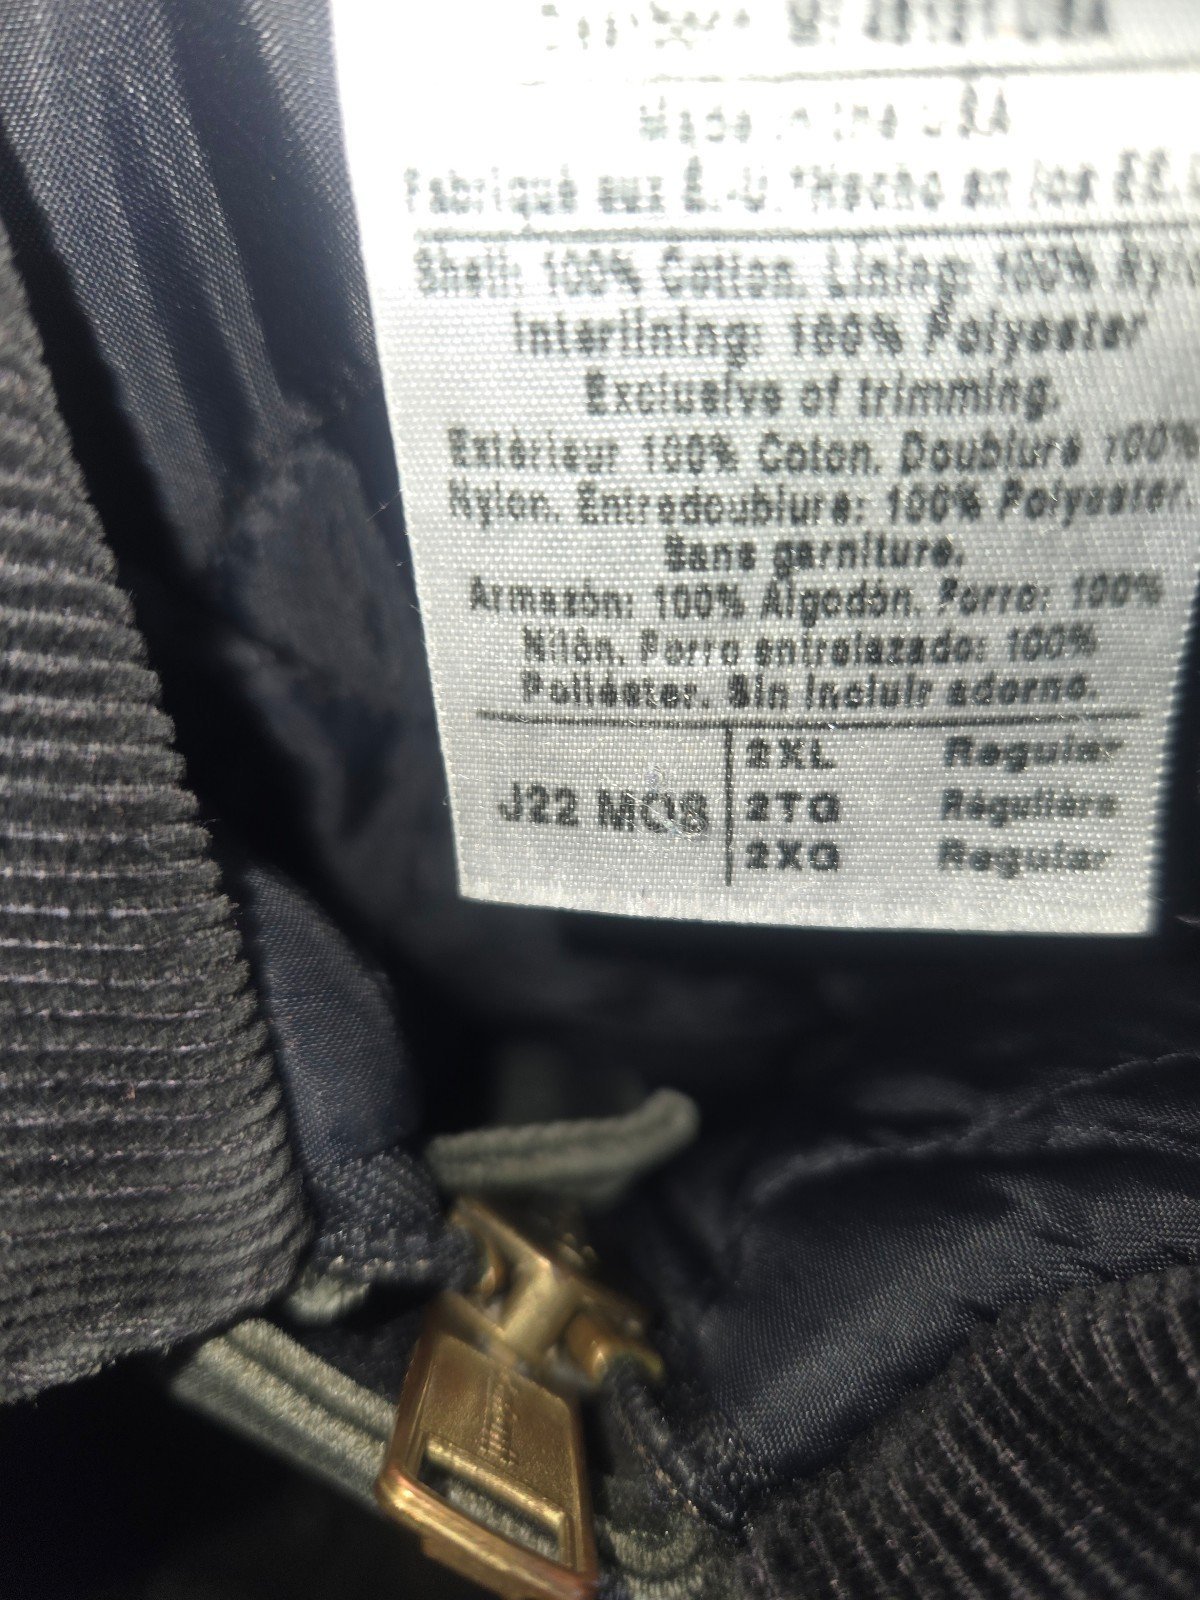 Made in the USA
Fabriqué aux É.-U. *Hecho en los EE.
Shell: 100% Cotton. Lining: 100% Ny
Interlining: 100% Polyester
Exclusive of trimming.
Extérieur 100% Coton. Doublure 100%
Nylon. Entredoublure: 100% Polyester.
Sans garniture.
Armazón: 100% Algodón. Forro: 100%
Nilón. Forro entrelazado: 100%
Poliéster. Sin incluir adorno.
J22 MQS
2XL Regular
2TG Régulière
2XG Regular